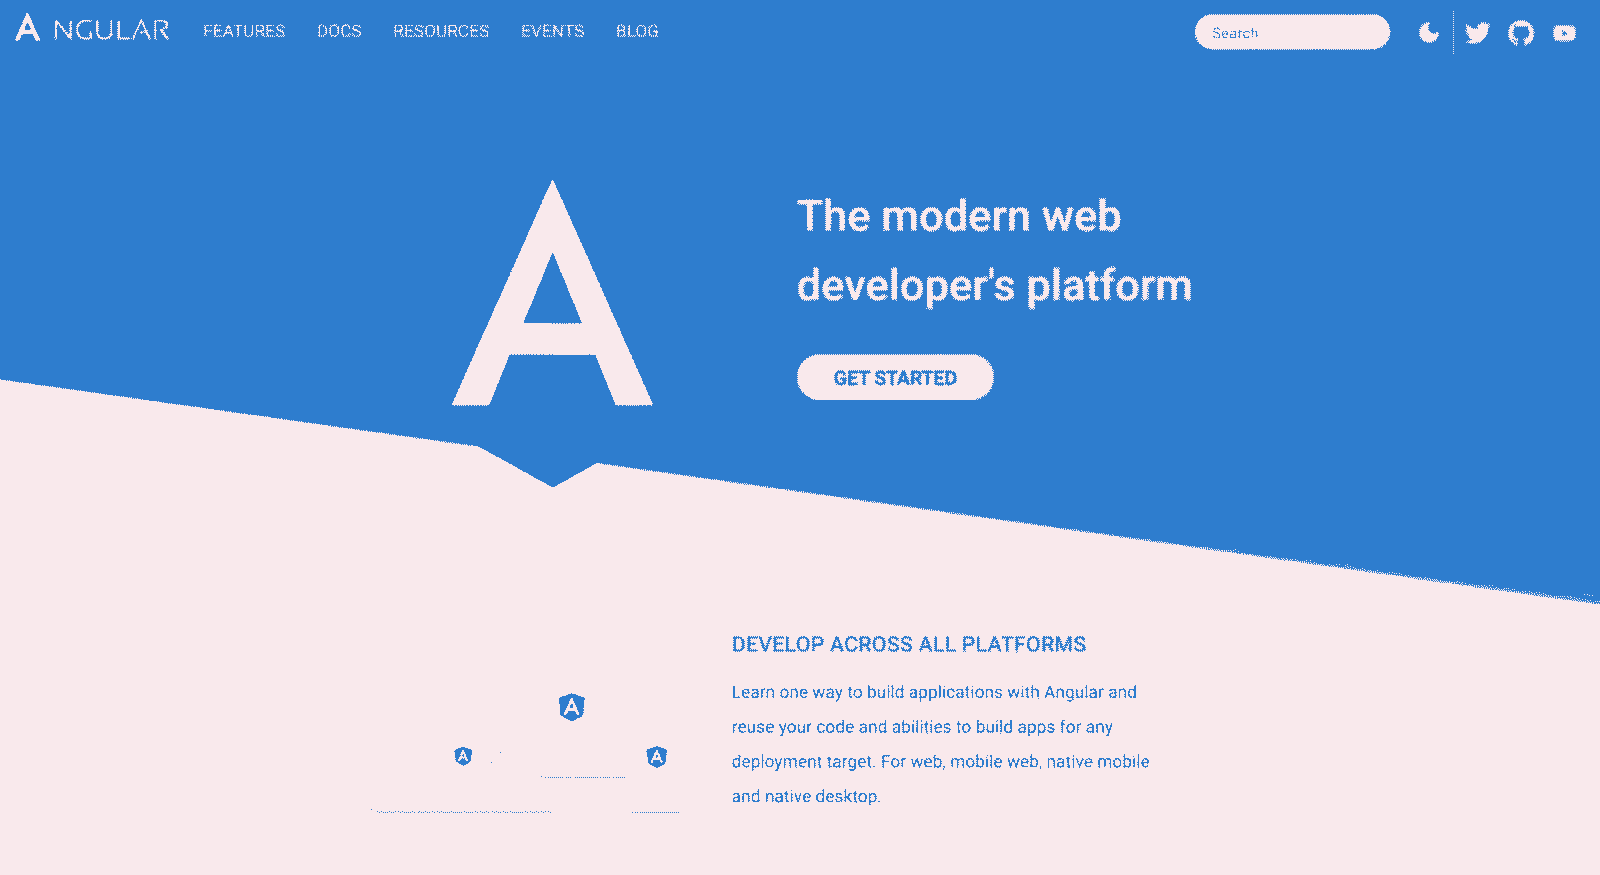 A NGULAR FEATURES DOCS RESOURCES EVENTS BLOG Search
A
The modern web
developer's platform
GET STARTED
DEVELOP ACROSS ALL PLATFORMS
Learn one way to build applications with Angular and
reuse your code and abilities to build apps for any
deployment target. For web, mobile web, native mobile
and native desktop.
A
A
A